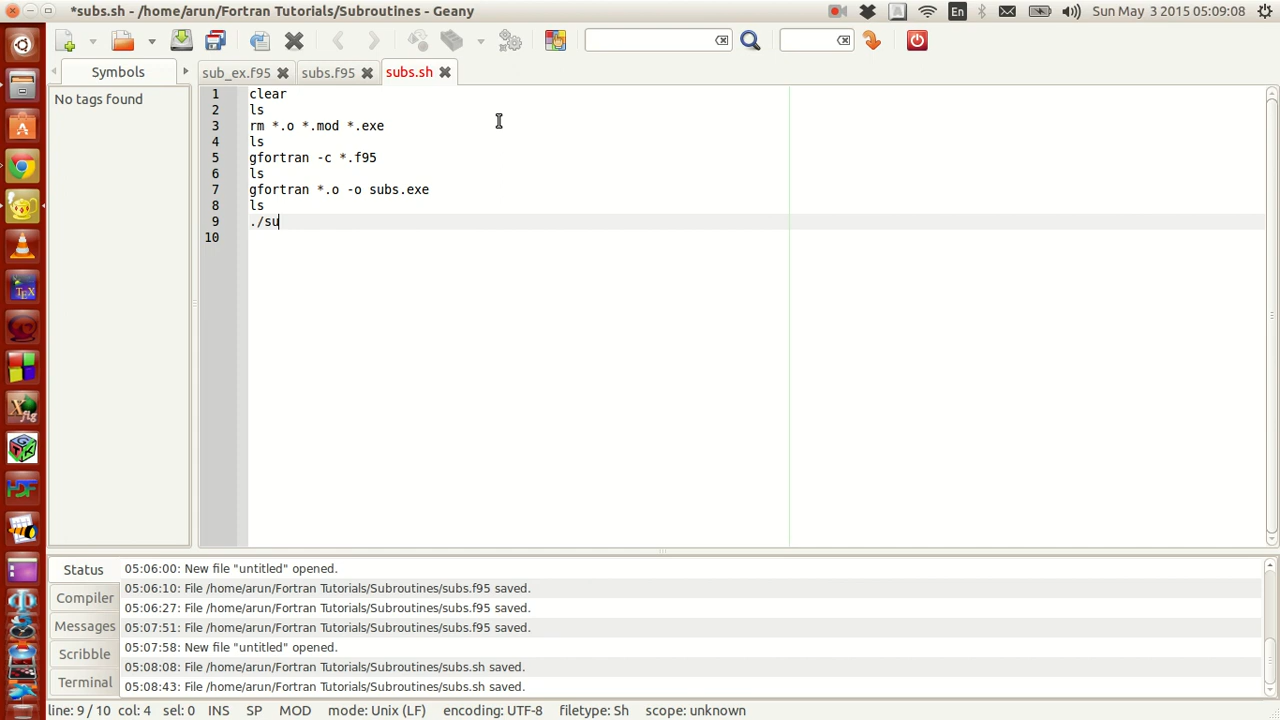 *subs.sh - /home/arun/Fortran Tutorials/Subroutines - Geany
En
Sun May 3 2015 05:09:08
Symbols
sub_ex.f95
subs.f95
subs.sh
No tags found
1 clear
2 ls
3 rm *.o *.mod *.exe
4 ls
5 gfortran -c *.f95
6 ls
7 gfortran *.o -o subs.exe
8 ls
9 ./su
10
Status
Compiler
Messages
Scribble
Terminal
05:06:00: New file "untitled" opened.
05:06:10: File /home/arun/Fortran Tutorials/Subroutines/subs.f95 saved.
05:06:27: File /home/arun/Fortran Tutorials/Subroutines/subs.f95 saved.
05:07:51: File /home/arun/Fortran Tutorials/Subroutines/subs.f95 saved.
05:07:58: New file "untitled" opened.
05:08:08: File /home/arun/Fortran Tutorials/Subroutines/subs.sh saved.
05:08:43: File /home/arun/Fortran Tutorials/Subroutines/subs.sh saved.
line: 9 / 10 col: 4 sel: 0 INS SP MOD mode: Unix (LF) encoding: UTF-8 filetype: Sh scope: unknown